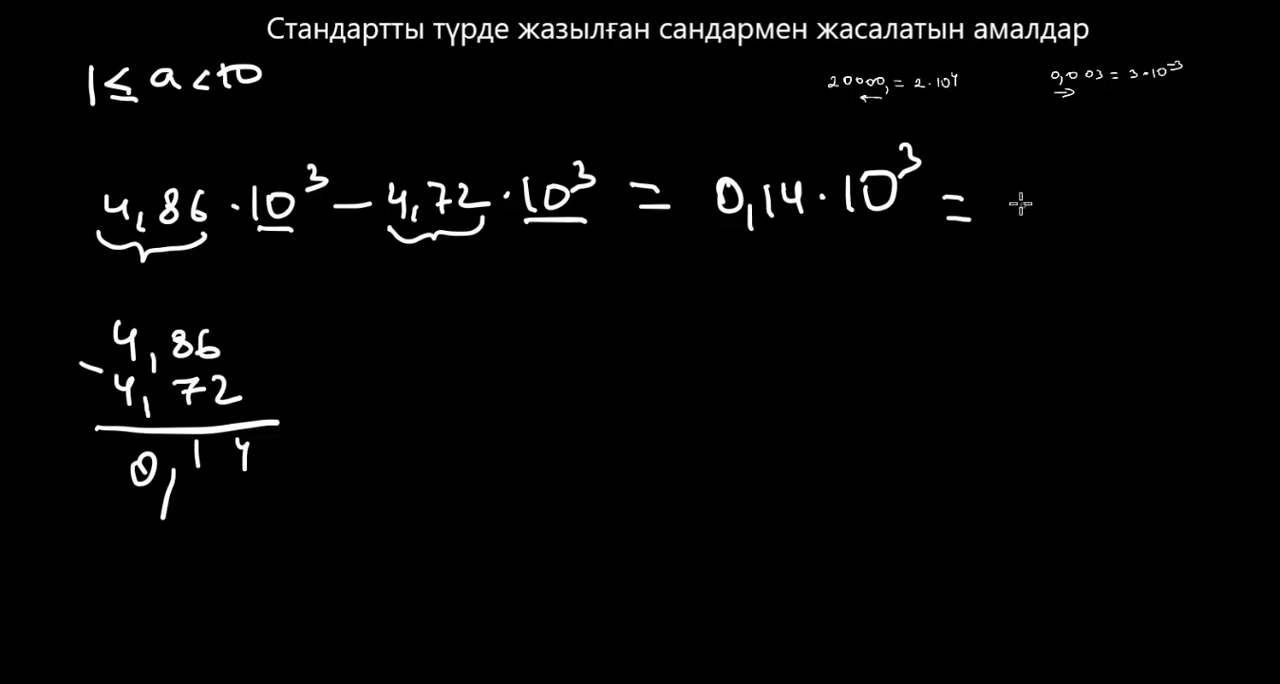 Стандартты түрде жазылған сандармен жасалатын амалдар
1 ≤ a < 10
20000, = 2 · 10⁴
0,003 = 3 · 10⁻³
4,86 · 10³ − 4,72 · 10³ = 0,14 · 10³ =
4,86
− 4,72
0,14